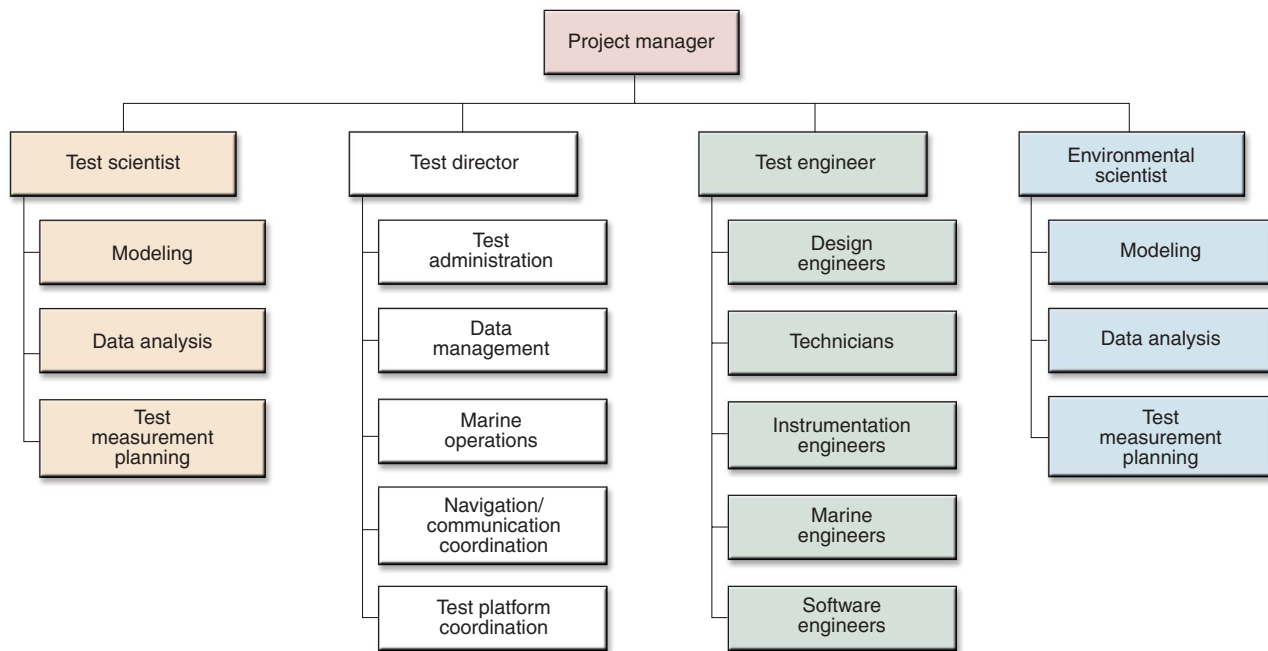 Project manager
Test scientist
Modeling
Data analysis
Test
measurement
planning
Test director
Test
administration
Data
management
Marine
operations
Navigation/
communication
coordination
Test platform
coordination
Test engineer
Design
engineers
Technicians
Instrumentation
engineers
Marine
engineers
Software
engineers
Environmental
scientist
Modeling
Data analysis
Test
measurement
planning